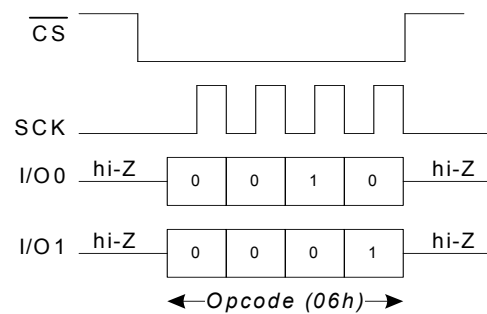 CS
SCK
I/O0 hi-Z 0 0 1 0 hi-Z
I/O1 hi-Z 0 0 0 1 hi-Z
Opcode (06h)